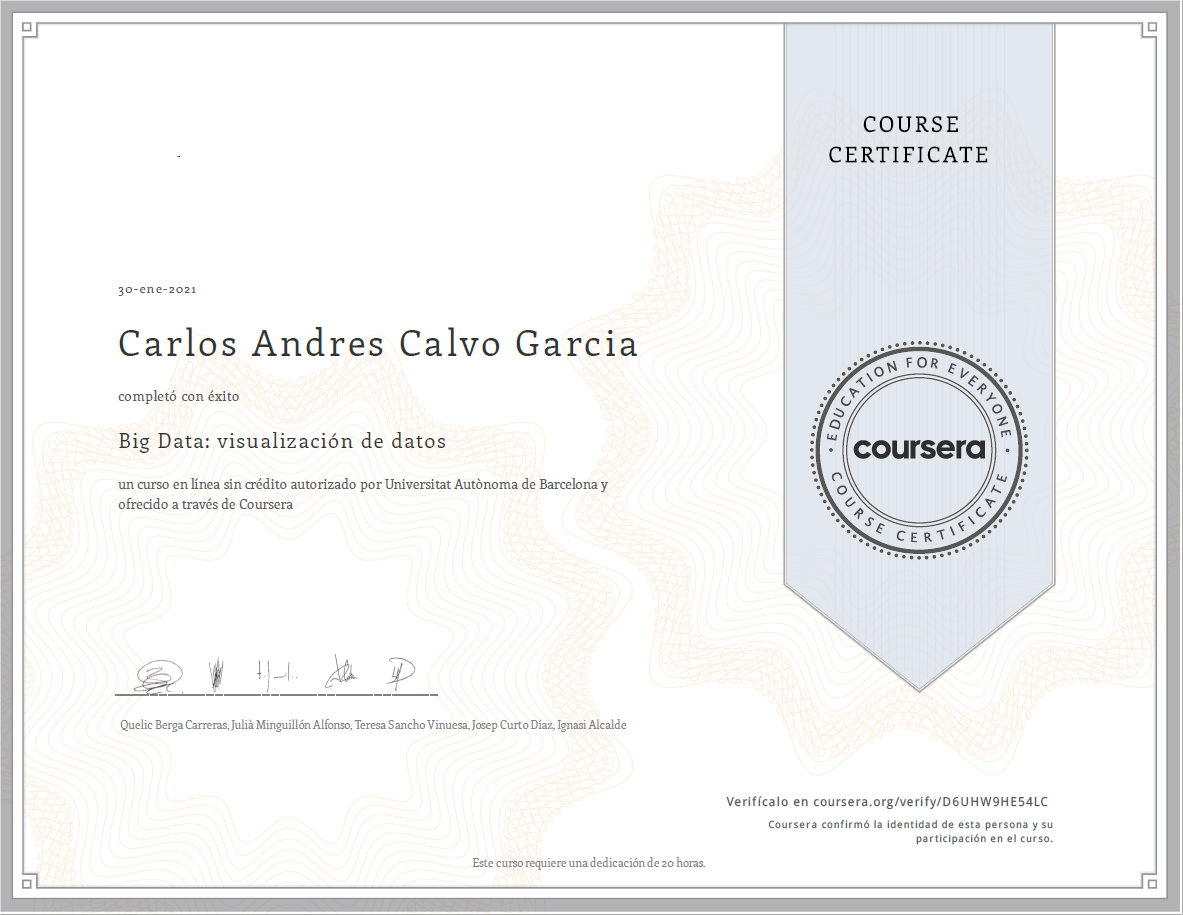 COURSE
CERTIFICATE
-
30-ene-2021
Carlos Andres Calvo Garcia
completó con éxito
Big Data: visualización de datos
un curso en línea sin crédito autorizado por Universitat Autònoma de Barcelona y
ofrecido a través de Coursera
EDUCATION FOR EVERYONE
coursera
COURSE CERTIFICATE
Quelic Berga Carreras, Julià Minguillón Alfonso, Teresa Sancho Vinuesa, Josep Curto Díaz, Ignasi Alcalde
Verifícalo en coursera.org/verify/D6UHW9HE54LC
Coursera confirmó la identidad de esta persona y su
participación en el curso.
Este curso requiere una dedicación de 20 horas.